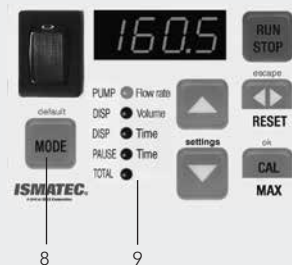 160.5
RUN
STOP
escape
RESET
PUMP Flow rate
DISP Volume
DISP Time
PAUSE Time
TOTAL
default
MODE
settings
ok
CAL
MAX
ISMATEC.
8
9